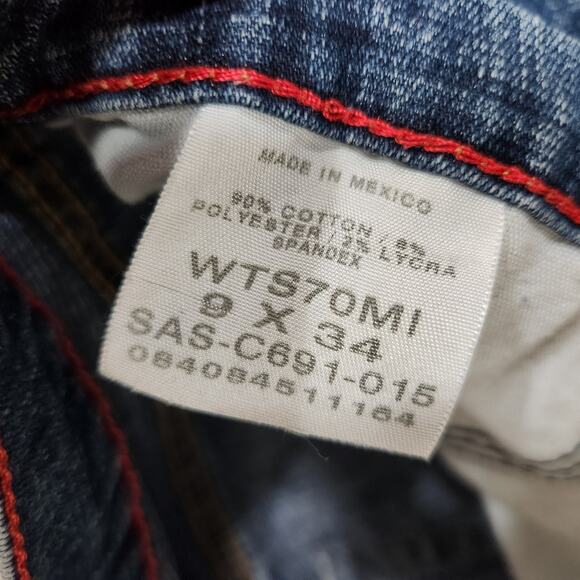 MADE IN MEXICO
90% COTTON, 8%
POLYESTER, 2% LYCRA
SPANDEX
WTS70MI
9 X 34
SAS-C691-015
084084511164